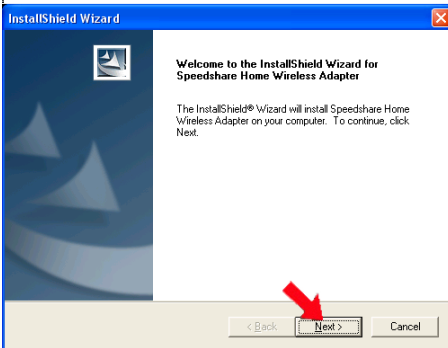 InstallShield Wizard
Welcome to the InstallShield Wizard for
Speedshare Home Wireless Adapter
The InstallShield® Wizard will install Speedshare Home
Wireless Adapter on your computer. To continue, click
Next.
< Back
Next >
Cancel